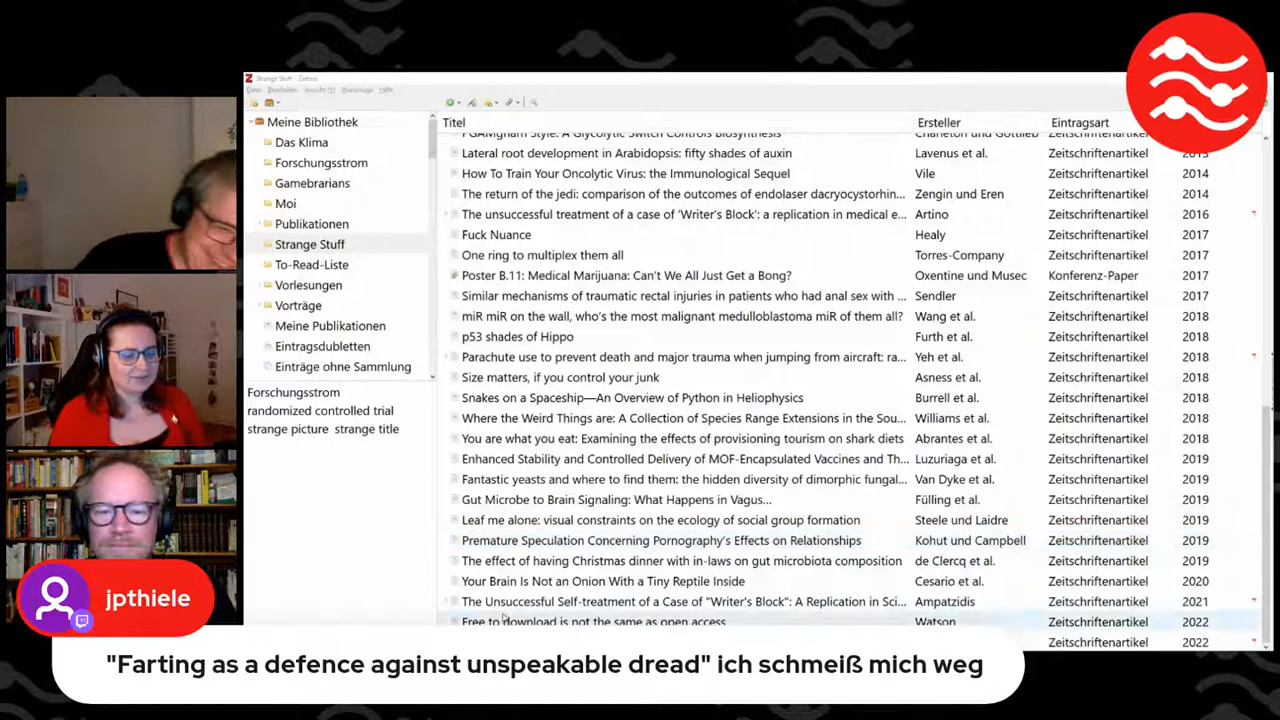 Strange Stuff - Zotero
Datei Bearbeiten Ansicht Werkzeuge Hilfe
Meine Bibliothek
Das Klima
Forschungsstrom
Gamebrarians
Moi
Publikationen
Strange Stuff
To-Read-Liste
Vorlesungen
Vorträge
Meine Publikationen
Eintragsdubletten
Einträge ohne Sammlung
Forschungsstrom
randomized controlled trial
strange picture strange title
Titel Ersteller Eintragsart
A Glycolytic Switch Controls Biosynthesis Charleton und Gottlieb Zeitschriftenartikel
Lateral root development in Arabidopsis: fifty shades of auxin Lavenus et al. Zeitschriftenartikel 2013
How To Train Your Oncolytic Virus: the Immunological Sequel Vile Zeitschriftenartikel 2014
The return of the jedi: comparison of the outcomes of endolaser dacryocystorhin... Zengin und Eren Zeitschriftenartikel 2014
The unsuccessful treatment of a case of 'Writer's Block': a replication in medical e... Artino Zeitschriftenartikel 2016
Fuck Nuance Healy Zeitschriftenartikel 2017
One ring to multiplex them all Torres-Company Zeitschriftenartikel 2017
Poster B.11: Medical Marijuana: Can't We All Just Get a Bong? Oxentine und Musec Konferenz-Paper 2017
Similar mechanisms of traumatic rectal injuries in patients who had anal sex with ... Sendler Zeitschriftenartikel 2017
miR miR on the wall, who's the most malignant medulloblastoma miR of them all? Wang et al. Zeitschriftenartikel 2018
p53 shades of Hippo Furth et al. Zeitschriftenartikel 2018
Parachute use to prevent death and major trauma when jumping from aircraft: ra... Yeh et al. Zeitschriftenartikel 2018
Size matters, if you control your junk Asness et al. Zeitschriftenartikel 2018
Snakes on a Spaceship—An Overview of Python in Heliophysics Burrell et al. Zeitschriftenartikel 2018
Where the Weird Things are: A Collection of Species Range Extensions in the Sou... Williams et al. Zeitschriftenartikel 2018
You are what you eat: Examining the effects of provisioning tourism on shark diets Abrantes et al. Zeitschriftenartikel 2018
Enhanced Stability and Controlled Delivery of MOF-Encapsulated Vaccines and Th... Luzuriaga et al. Zeitschriftenartikel 2019
Fantastic yeasts and where to find them: the hidden diversity of dimorphic fungal... Van Dyke et al. Zeitschriftenartikel 2019
Gut Microbe to Brain Signaling: What Happens in Vagus... Fülling et al. Zeitschriftenartikel 2019
Leaf me alone: visual constraints on the ecology of social group formation Steele und Laidre Zeitschriftenartikel 2019
Premature Speculation Concerning Pornography's Effects on Relationships Kohut und Campbell Zeitschriftenartikel 2019
The effect of having Christmas dinner with in-laws on gut microbiota composition de Clercq et al. Zeitschriftenartikel 2019
Your Brain Is Not an Onion With a Tiny Reptile Inside Cesario et al. Zeitschriftenartikel 2020
The Unsuccessful Self-treatment of a Case of "Writer's Block": A Replication in Sci... Ampatzidis Zeitschriftenartikel 2021
Free to download is not the same as open access Watson Zeitschriftenartikel 2022
Zeitschriftenartikel 2022
jpthiele
"Farting as a defence against unspeakable dread" ich schmeiß mich weg